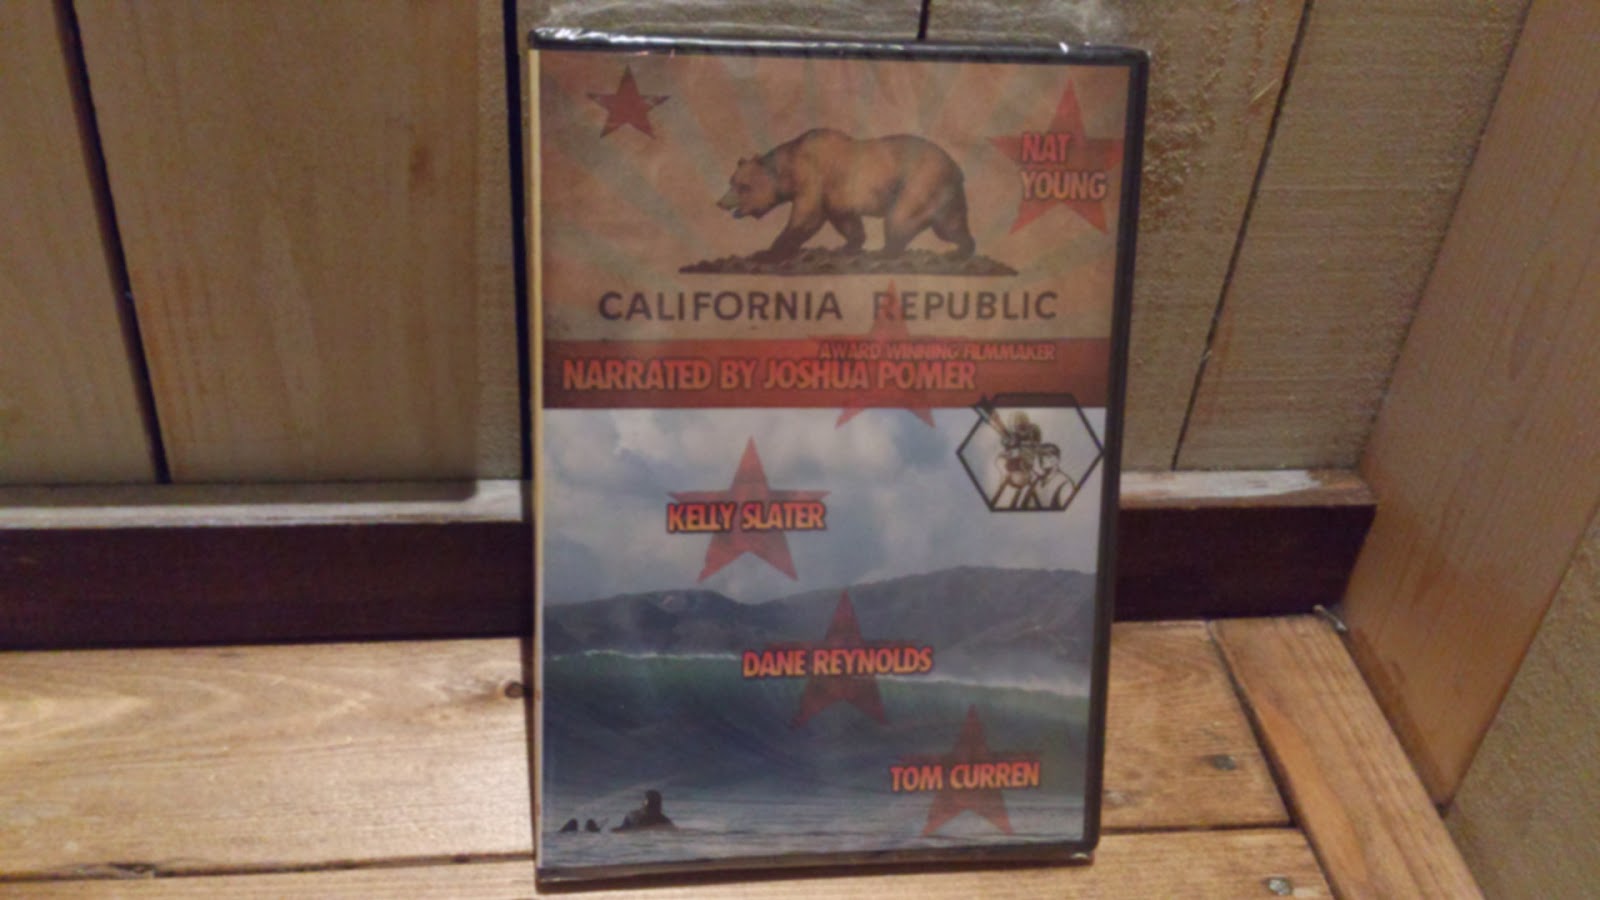 NAT
YOUNG
CALIFORNIA REPUBLIC
AWARD WINNING FILMMAKER
NARRATED BY JOSHUA POMER
KELLY SLATER
DANE REYNOLDS
TOM CURREN